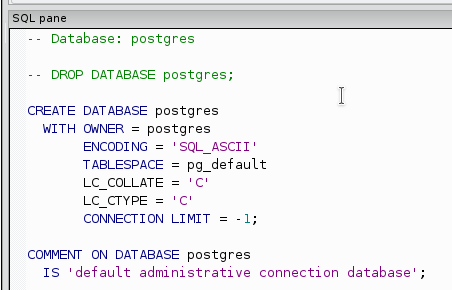 SQL pane
-- Database: postgres
-- DROP DATABASE postgres;
CREATE DATABASE postgres
WITH OWNER = postgres
ENCODING = 'SQL_ASCII'
TABLESPACE = pg_default
LC_COLLATE = 'C'
LC_CTYPE = 'C'
CONNECTION LIMIT = -1;
COMMENT ON DATABASE postgres
IS 'default administrative connection database';